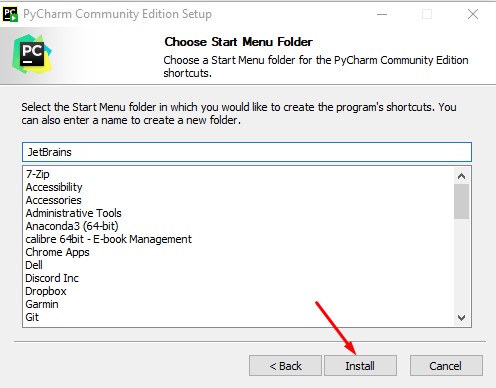 PC PyCharm Community Edition Setup
PC
Choose Start Menu Folder
Choose a Start Menu folder for the PyCharm Community Edition
shortcuts.
Select the Start Menu folder in which you would like to create the program's shortcuts. You
can also enter a name to create a new folder.
JetBrains
7-Zip
Accessibility
Accessories
Administrative Tools
Anaconda3 (64-bit)
calibre 64bit - E-book Management
Chrome Apps
Dell
Discord Inc
Dropbox
Garmin
Git
< Back Install Cancel